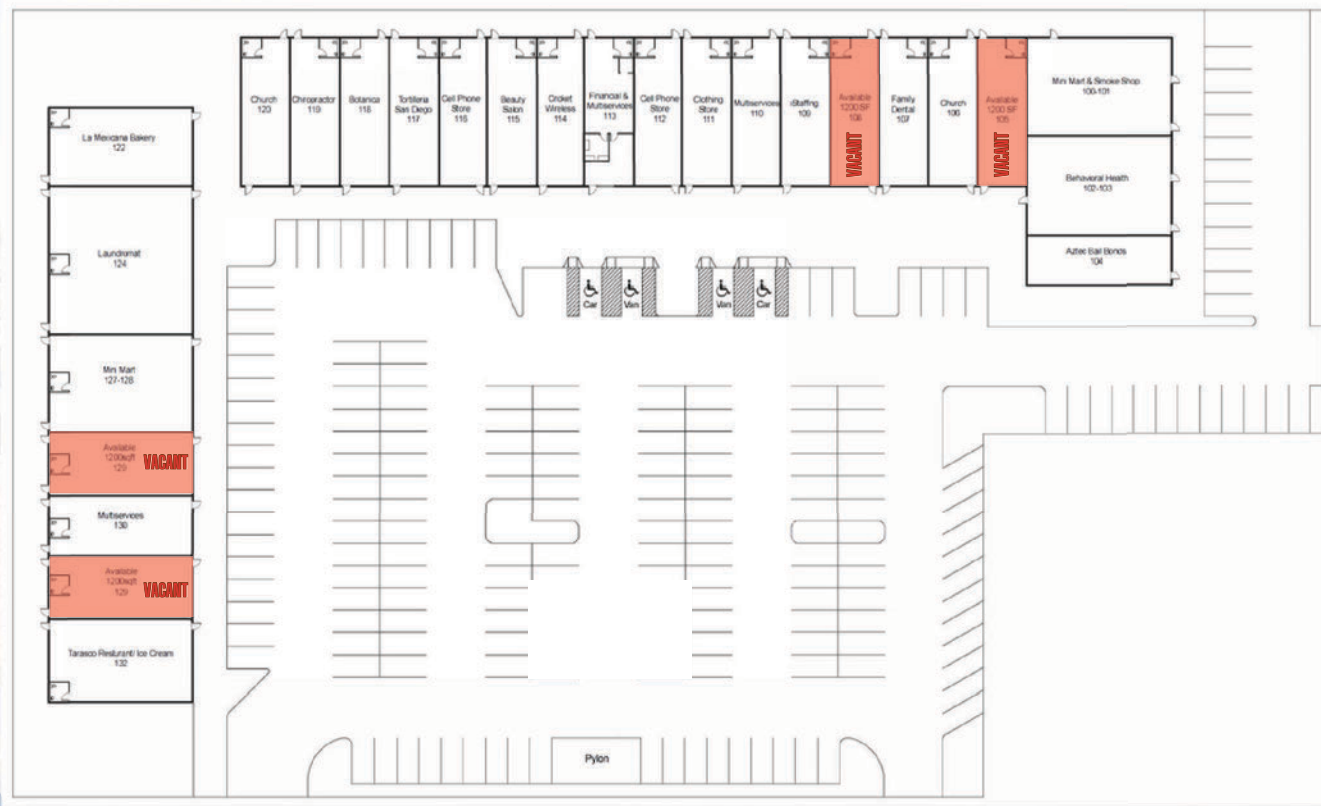 Church
120
Chiropractor
119
Botanica
118
Tortilleria
San Diego
117
Cell Phone
Store
116
Beauty
Salon
115
Cricket
Wireless
114
Financial &
Multiservices
113
Cell Phone
Store
112
Clothing
Store
111
Multiservices
110
iStaffing
109
Available
1200 SF
108
VACANT
Family
Dental
107
Church
106
Available
1200 SF
105
VACANT
Mini Mart & Smoke Shop
100-101
Behavioral Health
102-103
Aztec Bail Bonds
104
La Mexicana Bakery
122
Laundromat
124
Mini Mart
127-128
Available
1200sqft
129
VACANT
Multiservices
130
Available
1200sqft
129
VACANT
Tarasco Resturant/ Ice Cream
132
Car
Van
Van
Car
Pylon